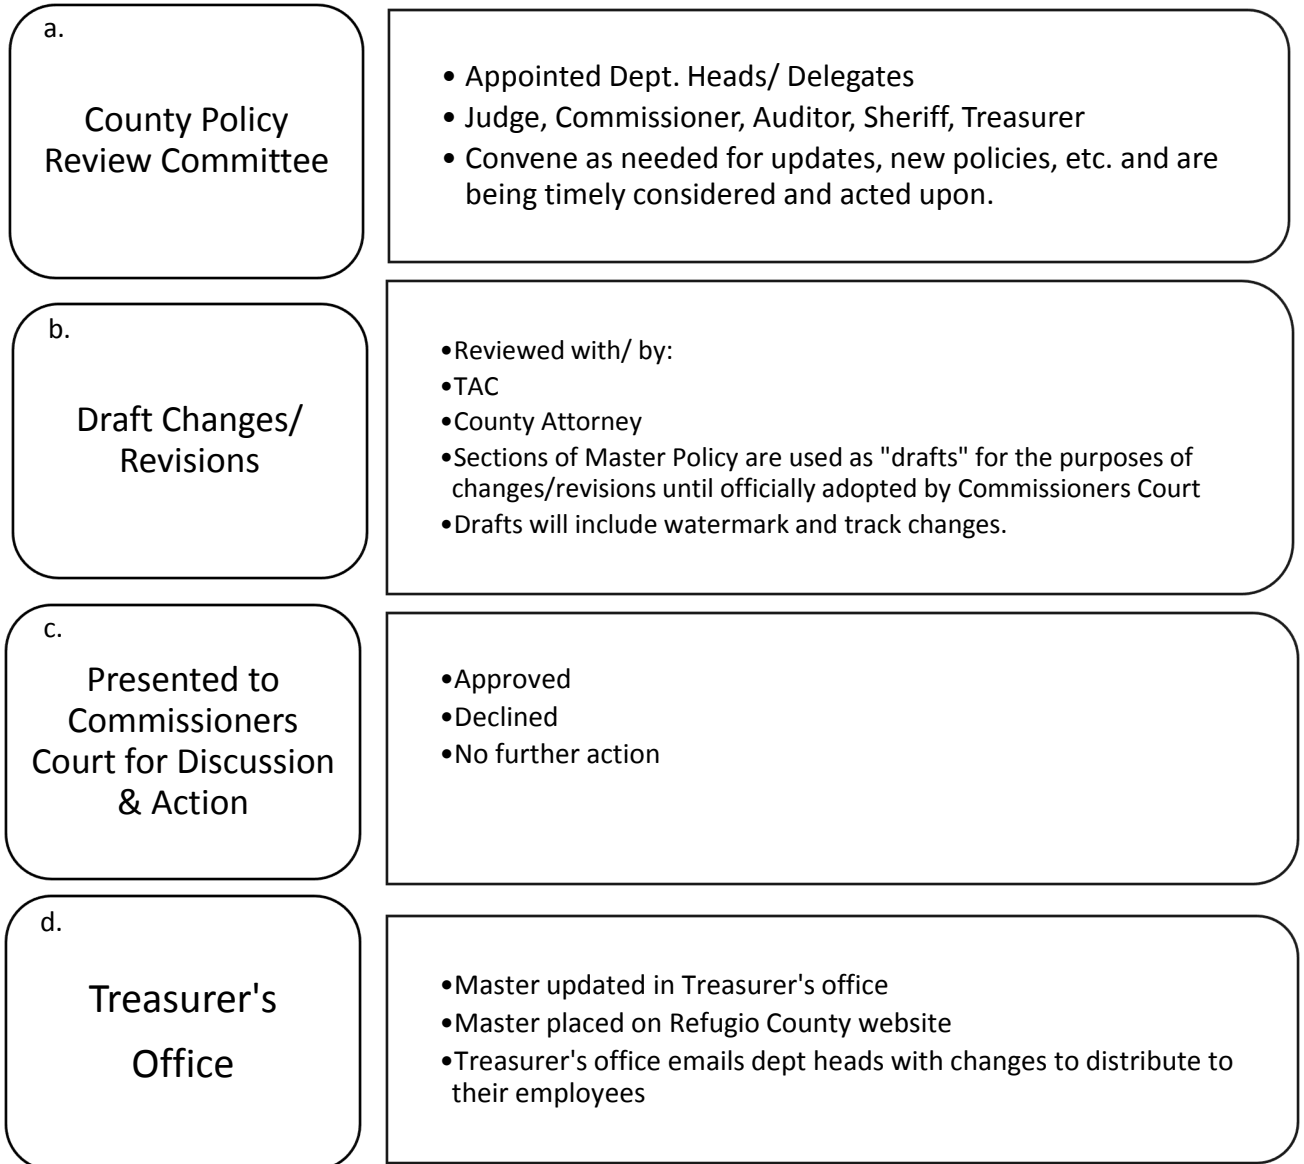 a.
County Policy
Review Committee
• Appointed Dept. Heads/ Delegates
• Judge, Commissioner, Auditor, Sheriff, Treasurer
• Convene as needed for updates, new policies, etc. and are
being timely considered and acted upon.
b.
Draft Changes/
Revisions
•Reviewed with/ by:
•TAC
•County Attorney
•Sections of Master Policy are used as "drafts" for the purposes of
changes/revisions until officially adopted by Commissioners Court
•Drafts will include watermark and track changes.
c.
Presented to
Commissioners
Court for Discussion
& Action
•Approved
•Declined
•No further action
d.
Treasurer's
Office
•Master updated in Treasurer's office
•Master placed on Refugio County website
•Treasurer's office emails dept heads with changes to distribute to
their employees